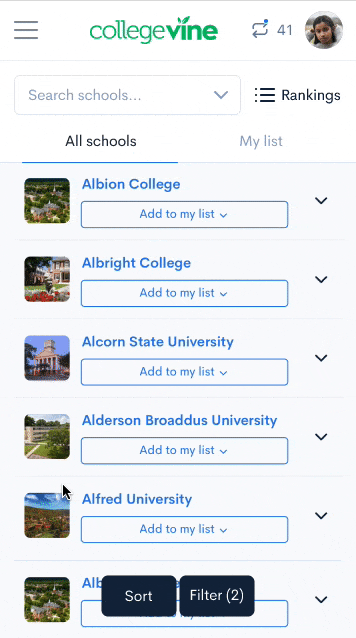 collegevine
41
Search schools...
Rankings
All schools
My list
Albion College
Add to my list
Albright College
Add to my list
Alcorn State University
Add to my list
Alderson Broaddus University
Add to my list
Alfred University
Add to my list
Sort
Filter (2)